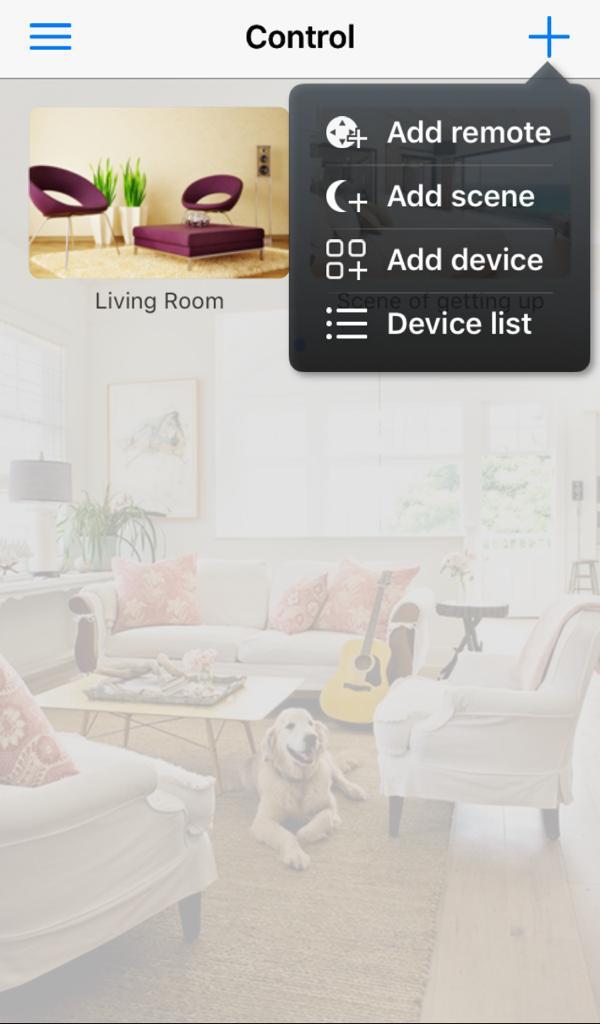 Control
Add remote
Add scene
Add device
Living Room
Scene of getting up
Device list